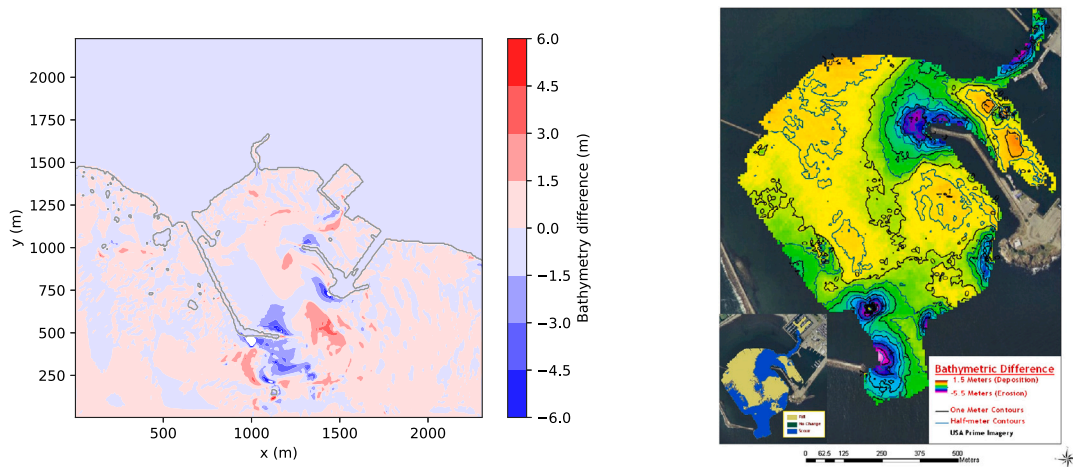 2000
1750
1500
1250
1000
750
500
250
y (m)
500
1000
1500
2000
x (m)
6.0
4.5
3.0
1.5
0.0
−1.5
−3.0
−4.5
−6.0
Bathymetry difference (m)
Fill
No Change
Scour
Bathymetric Difference
1.5 Meters (Deposition)
-5.5 Meters (Erosion)
One Meter Contours
Half-meter Contours
USA Prime Imagery
0 62.5 125 250 375 500
Meters